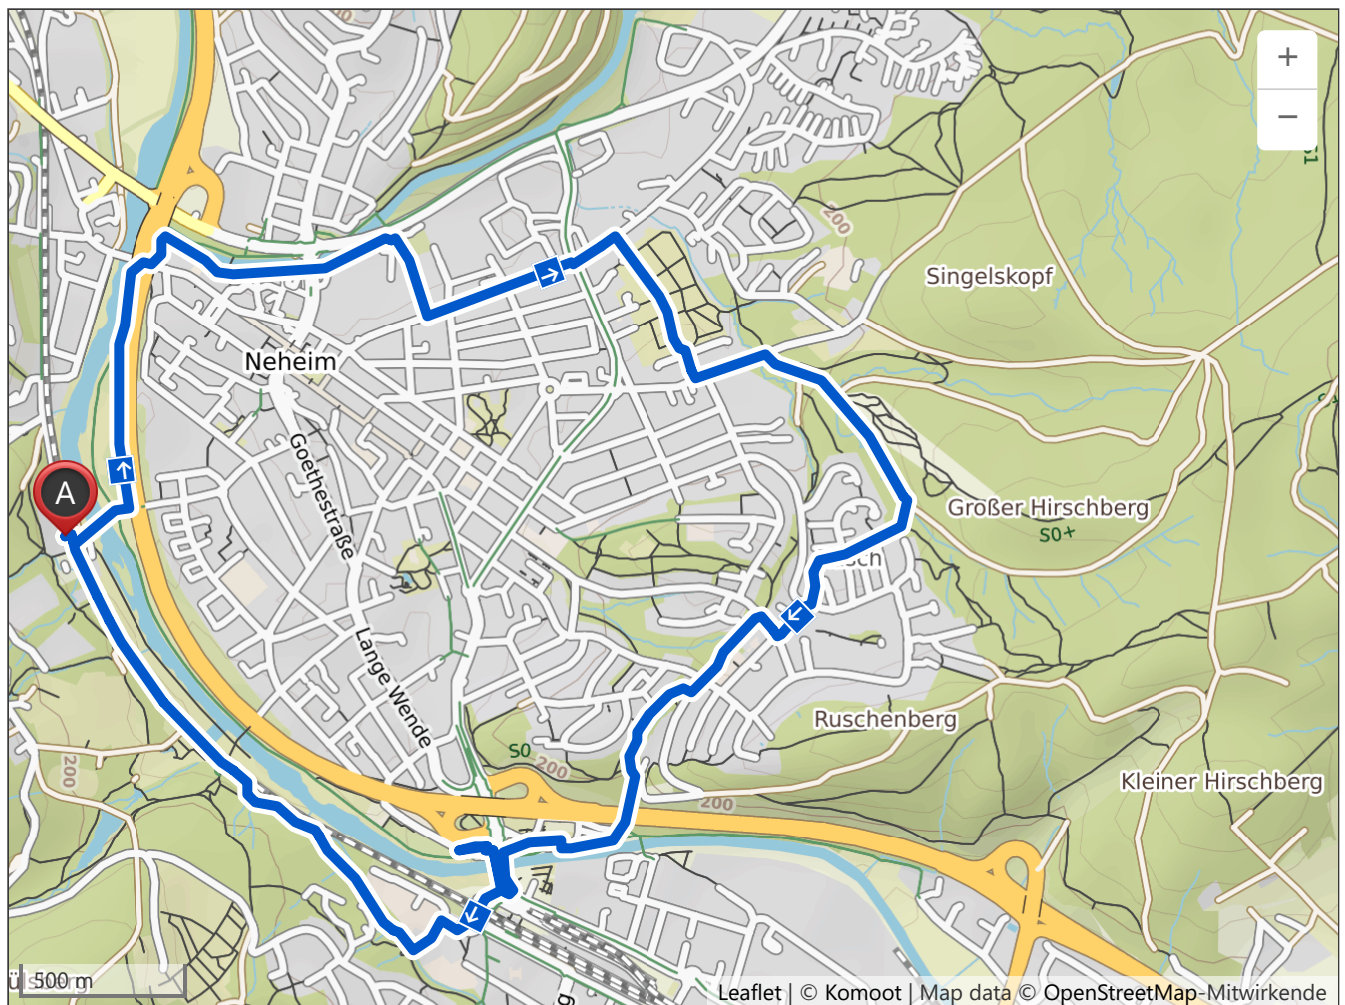 +
−
200
Singelskopf
Neheim
Goethestraße
A
Großer Hirschberg
S0+
Lange Wende
Ruschenberg
S0
200
200
200
Kleiner Hirschberg
500 m
Leaflet | © Komoot | Map data © OpenStreetMap-Mitwirkende